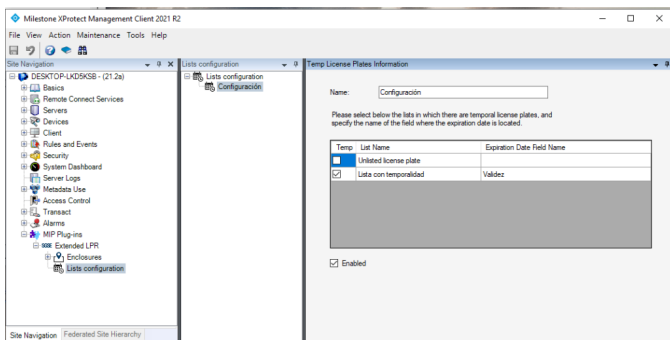 Milestone XProtect Management Client 2021 R2
File View Action Maintenance Tools Help
Site Navigation
DESKTOP-LKD5KSB - (21.2a)
Basics
Remote Connect Services
Servers
Devices
Client
Rules and Events
Security
System Dashboard
Server Logs
Metadata Use
Access Control
Transact
Alarms
MIP Plug-ins
Extended LPR
Enclosures
Lists configuration
Site Navigation Federated Site Hierarchy
Lists configuration
Lists configuration
Configuración
Temp License Plates Information
Name: Configuración
Please select below the lists in which there are temporal license plates, and
specify the name of the field where the expiration date is located.
Temp List Name Expiration Date Field Name
Unlisted license plate
Lista con temporalidad Validez
Enabled